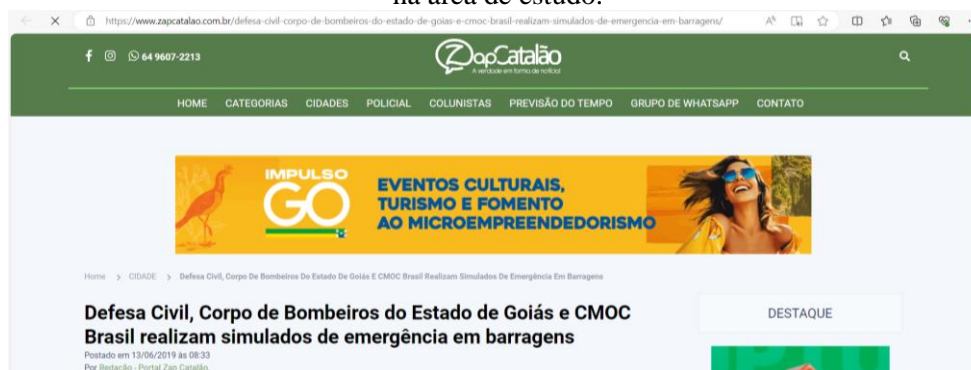 na área de estudo.
https://www.zapcatalao.com.br/defesa-civil-corpo-de-bombeiros-do-estado-de-goias-e-cmoc-brasil-realizam-simulados-de-emergencia-em-barragens/
64 9607-2213
ZapCatalão
A verdade em forma de notícia!
HOME CATEGORIAS CIDADES POLICIAL COLUNISTAS PREVISÃO DO TEMPO GRUPO DE WHATSAPP CONTATO
IMPULSO
GO
EVENTOS CULTURAIS,
TURISMO E FOMENTO
AO MICROEMPREENDEDORISMO
Home > CIDADE > Defesa Civil, Corpo De Bombeiros Do Estado De Goiás E CMOC Brasil Realizam Simulados De Emergência Em Barragens
Defesa Civil, Corpo de Bombeiros do Estado de Goiás e CMOC
Brasil realizam simulados de emergência em barragens
DESTAQUE
Postado em 13/06/2019 às 08:33
Por Redação - Portal Zap Catalão.